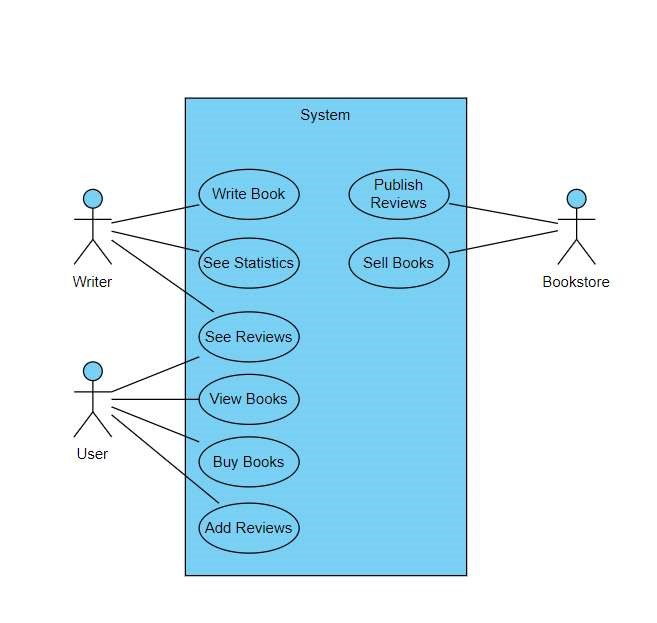 System
Write Book
Publish
Reviews
See Statistics
Sell Books
Writer
Bookstore
See Reviews
View Books
User
Buy Books
Add Reviews